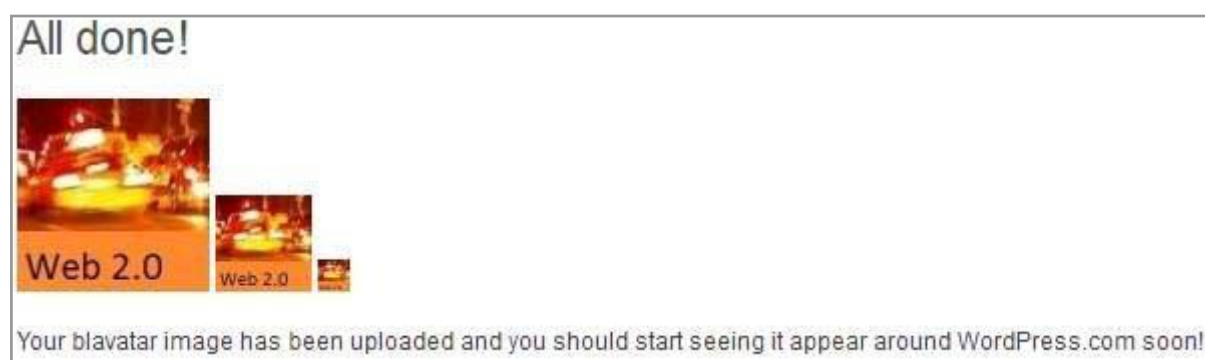 All done!
Web 2.0
Web 2.0
Your blavatar image has been uploaded and you should start seeing it appear around WordPress.com soon!